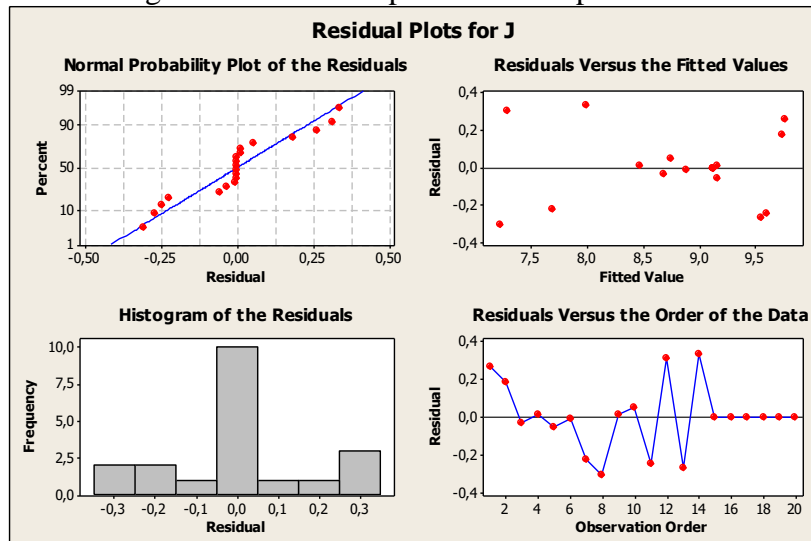 Residual Plots for J
Normal Probability Plot of the Residuals
99
90
50
10
1
Percent
-0,50 -0,25 0,00 0,25 0,50
Residual
Residuals Versus the Fitted Values
0,4
0,2
0,0
-0,2
-0,4
Residual
7,5 8,0 8,5 9,0 9,5
Fitted Value
Histogram of the Residuals
10,0
7,5
5,0
2,5
0,0
Frequency
-0,3 -0,2 -0,1 0,0 0,1 0,2 0,3
Residual
Residuals Versus the Order of the Data
0,4
0,2
0,0
-0,2
-0,4
Residual
2 4 6 8 10 12 14 16 18 20
Observation Order